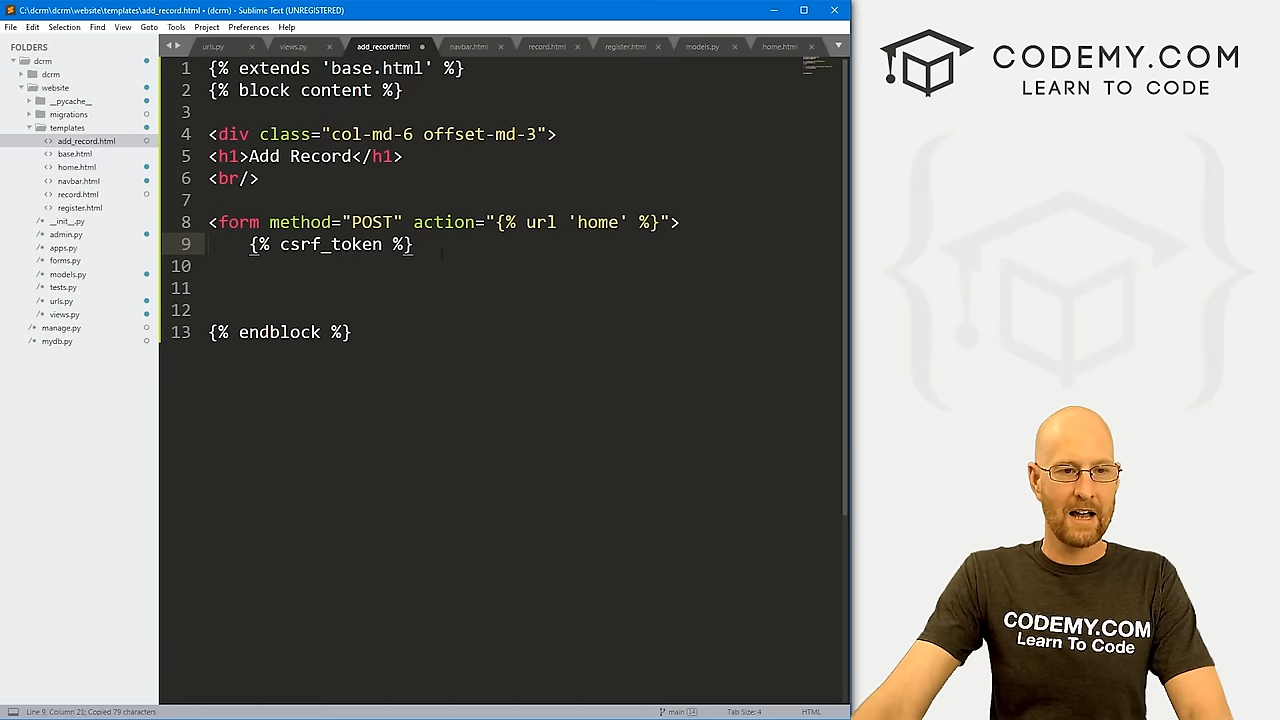 C:\dcrm\dcrm\website\templates\add_record.html • (dcrm) - Sublime Text (UNREGISTERED)
File Edit Selection Find View Goto Tools Project Preferences Help
FOLDERS
dcrm
dcrm
website
__pycache__
migrations
templates
add_record.html
base.html
home.html
navbar.html
record.html
register.html
__init__.py
admin.py
apps.py
forms.py
models.py
tests.py
urls.py
views.py
manage.py
mydb.py
urls.py views.py add_record.html navbar.html record.html register.html models.py home.html
1 {% extends 'base.html' %}
2 {% block content %}
3
4 <div class="col-md-6 offset-md-3">
5 <h1>Add Record</h1>
6 <br/>
7
8 <form method="POST" action="{% url 'home' %}">
9 {% csrf_token %}
10
11
12
13 {% endblock %}
Line 9, Column 21; Copied 79 characters
main 14 Tab Size: 4 HTML
CODEMY.COM
LEARN TO CODE
CODEMY.COM
Learn To Code